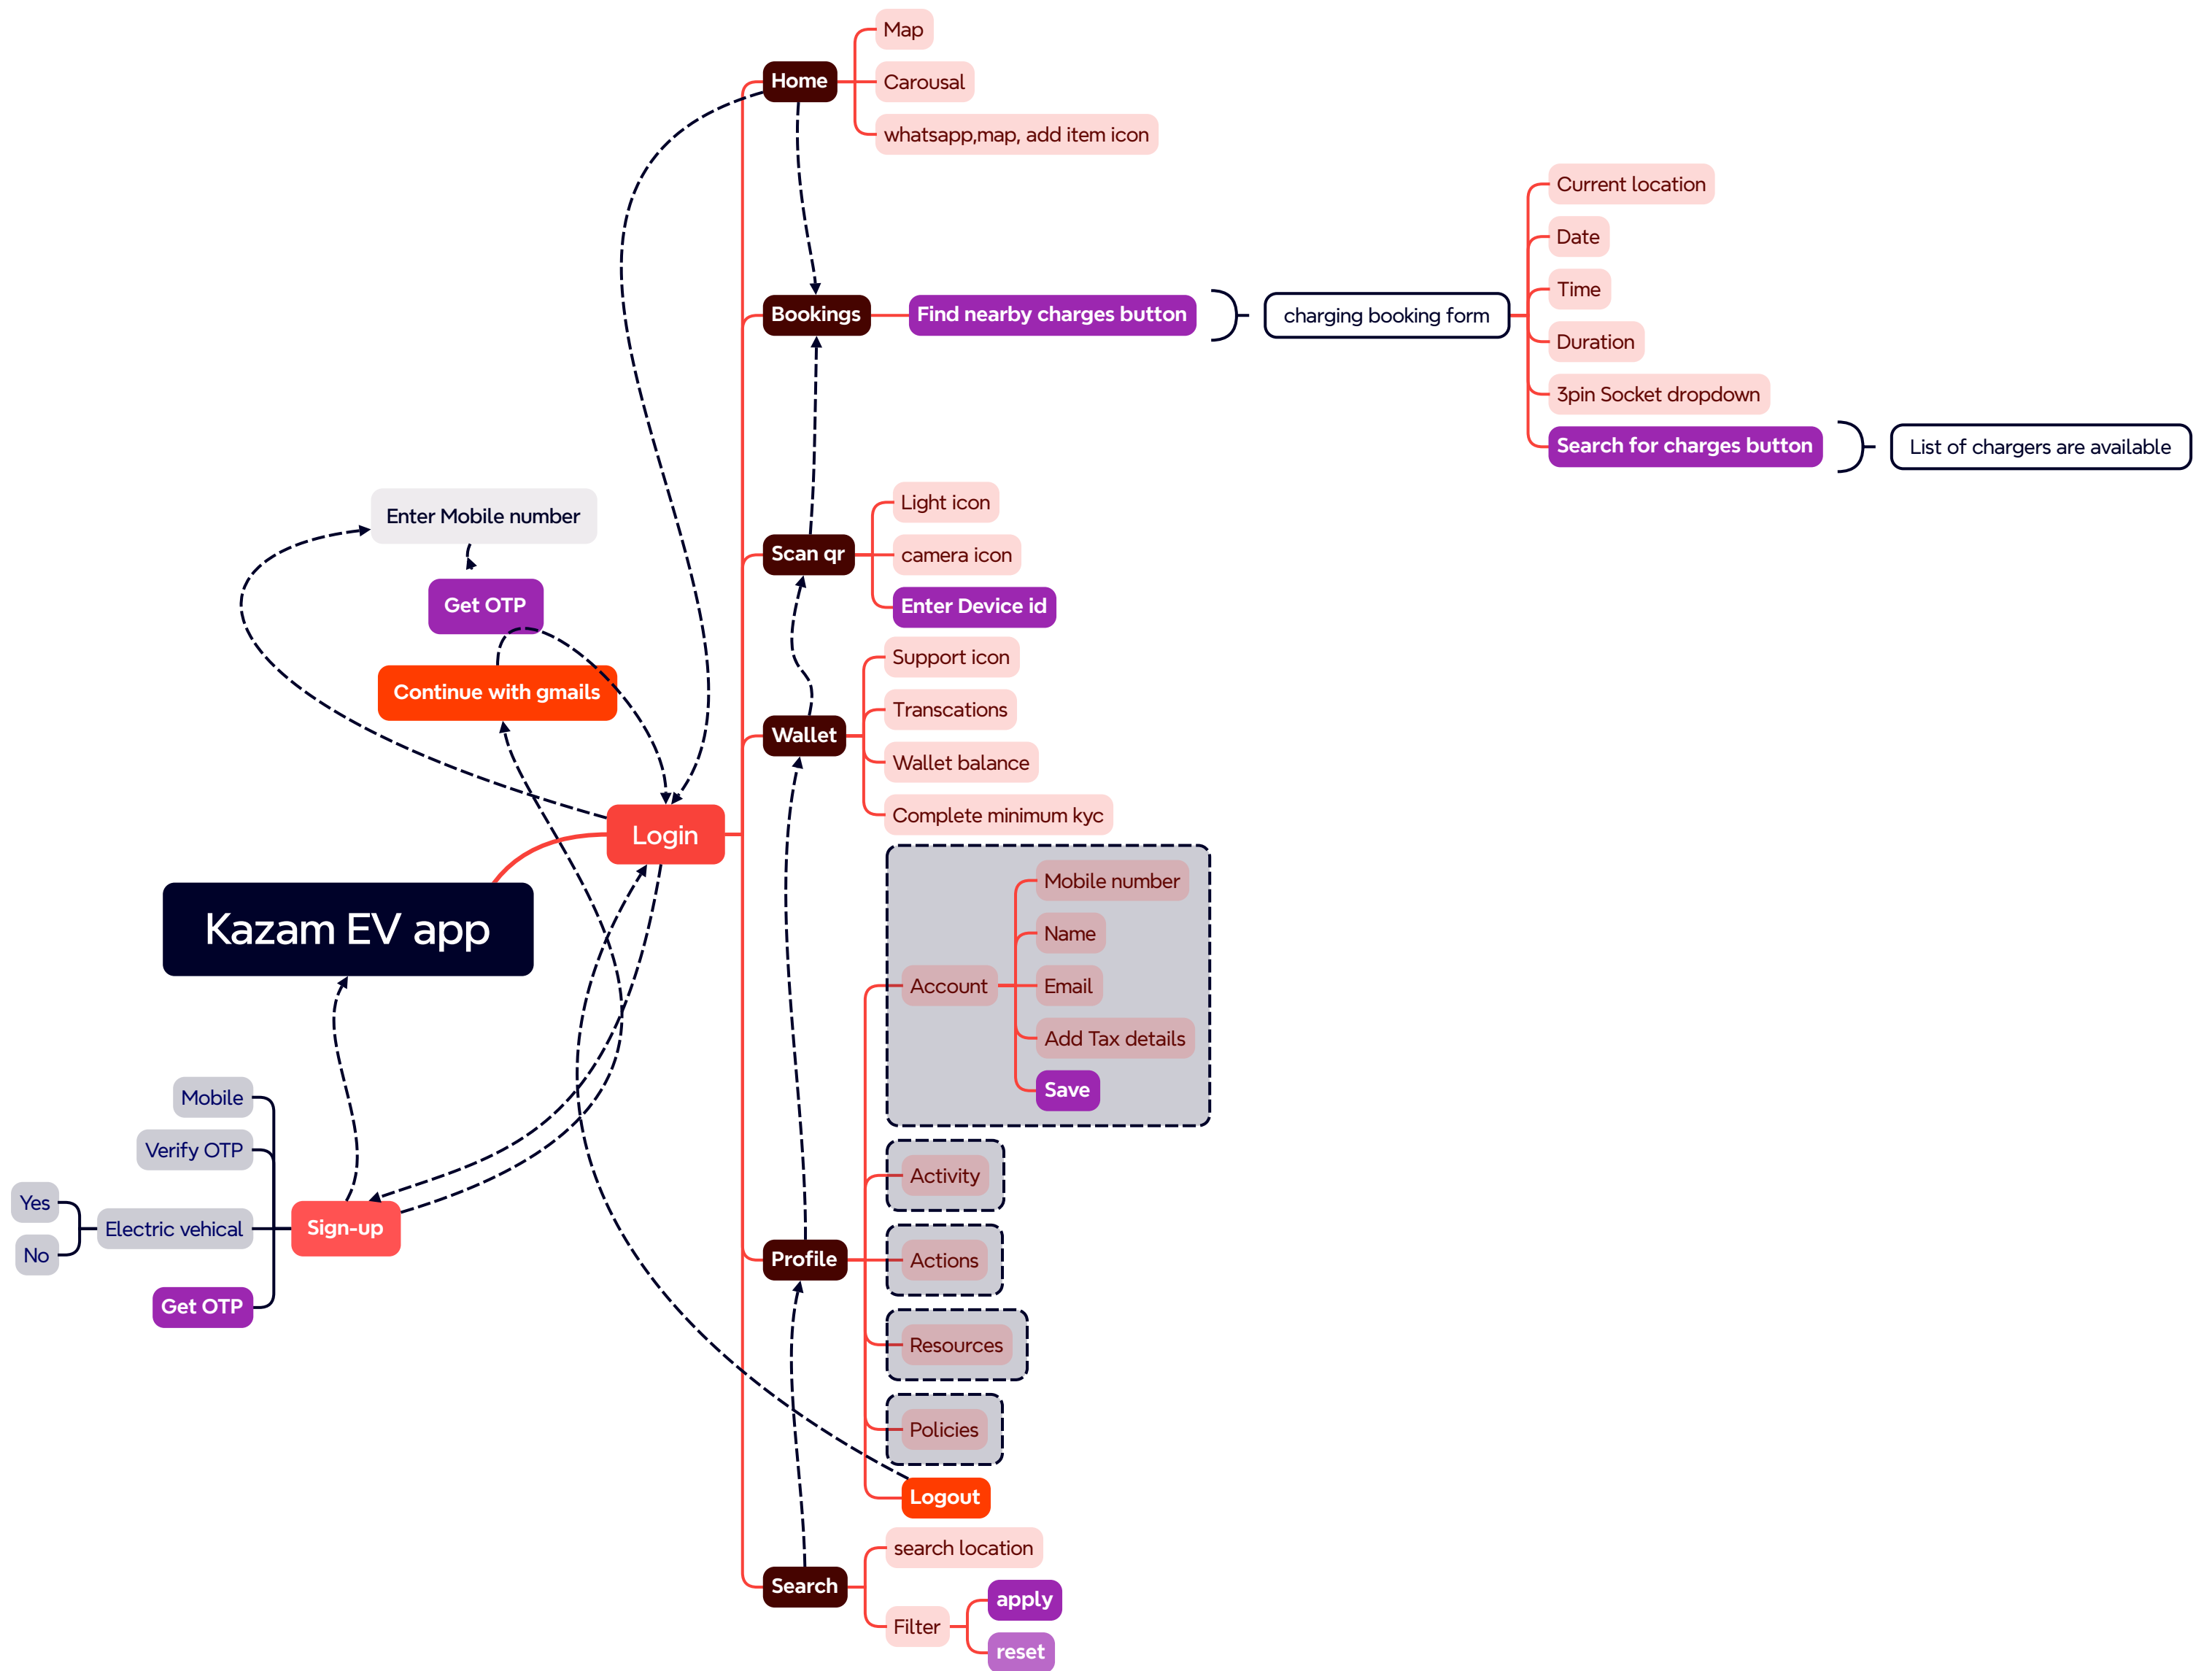 Map
Home
Carousal
whatsapp,map, add item icon
Current location
Date
Time
Bookings
Find nearby charges button
charging booking form
Duration
3pin Socket dropdown
Search for charges button
List of chargers are available
Enter Mobile number
Get OTP
Continue with gmails
Light icon
Scan qr
camera icon
Enter Device id
Support icon
Transcations
Wallet
Wallet balance
Complete minimum kyc
Login
Kazam EV app
Mobile number
Name
Account
Email
Add Tax details
Save
Mobile
Verify OTP
Yes
Electric vehical
No
Sign-up
Get OTP
Activity
Profile
Actions
Resources
Policies
Logout
search location
Search
apply
Filter
reset